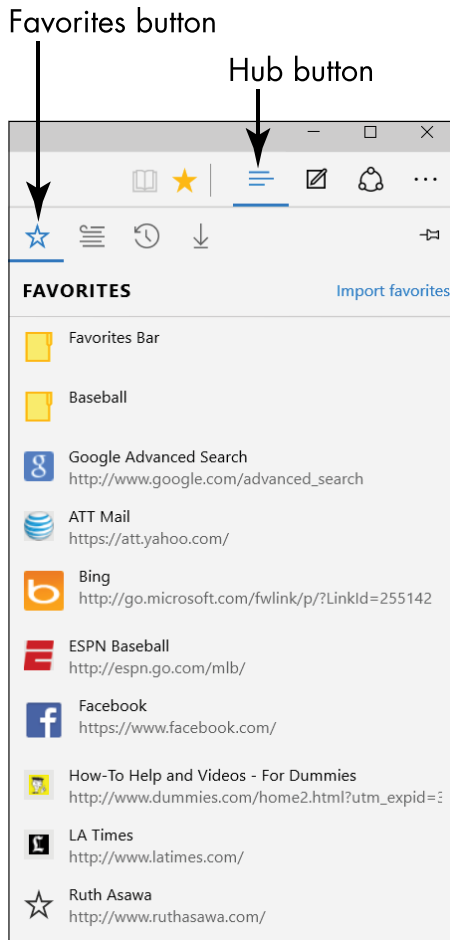 Favorites button
Hub button
FAVORITES
Import favorites
Favorites Bar
Baseball
Google Advanced Search
http://www.google.com/advanced_search
ATT Mail
https://att.yahoo.com/
Bing
http://go.microsoft.com/fwlink/p/?LinkId=255142
ESPN Baseball
http://espn.go.com/mlb/
Facebook
https://www.facebook.com/
How-To Help and Videos - For Dummies
http://www.dummies.com/home2.html?utm_expid=3
LA Times
http://www.latimes.com/
Ruth Asawa
http://www.ruthasawa.com/